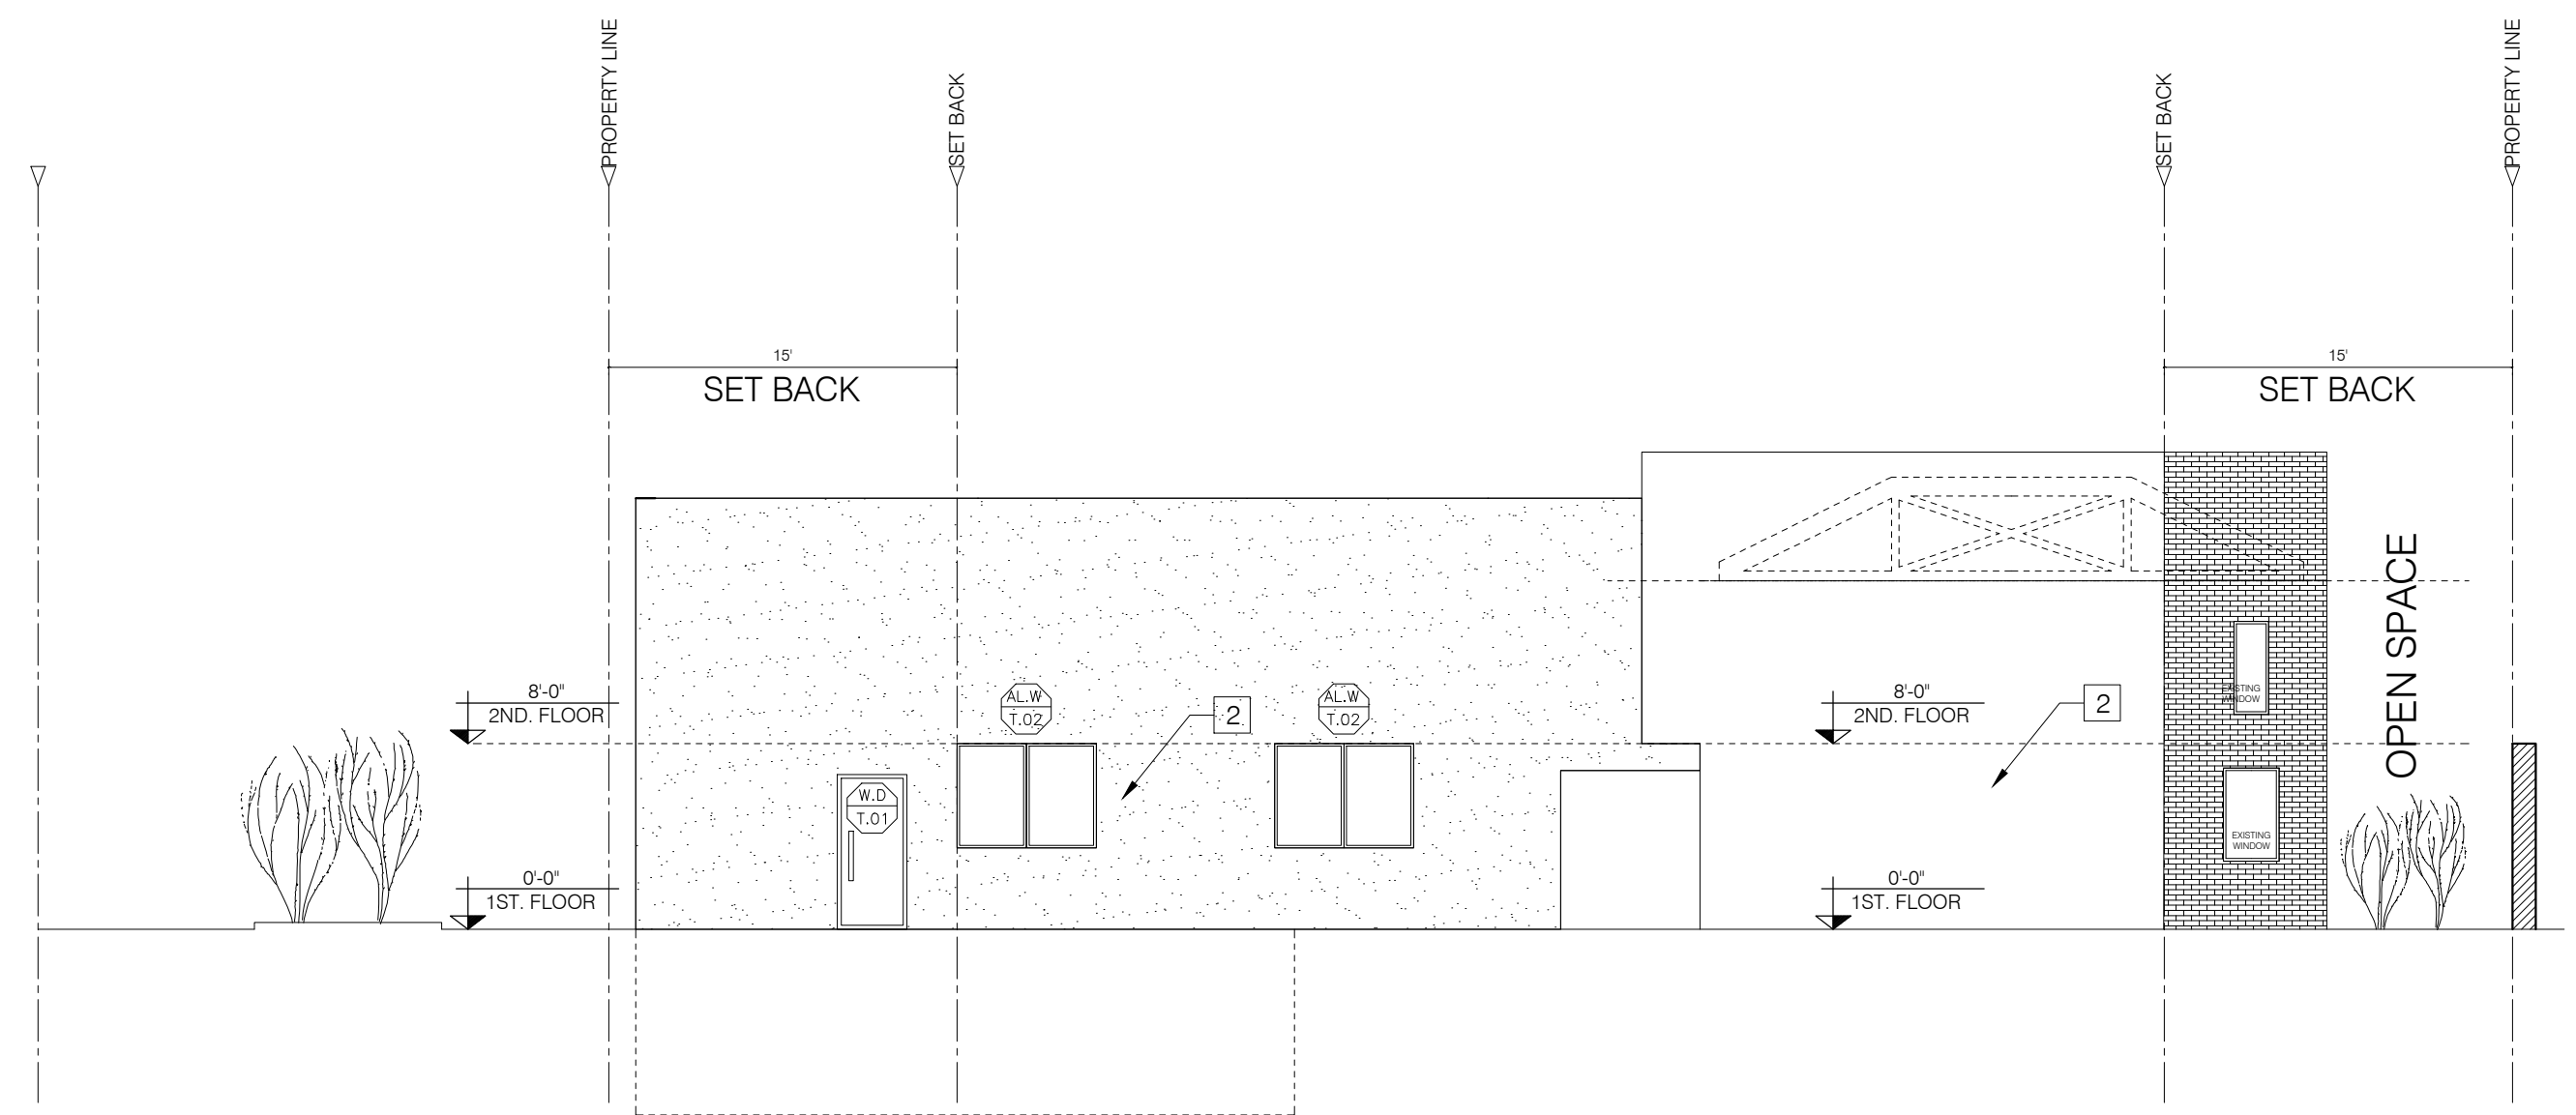 PROPERTY LINE
SET BACK
SET BACK
PROPERTY LINE
15'
SET BACK
15'
SET BACK
OPEN SPACE
8'-0"
2ND. FLOOR
AL.W
T.02
2
AL.W
T.02
8'-0"
2ND. FLOOR
2
EXISTING
WINDOW
W.D
T.01
EXISTING
WINDOW
0'-0"
1ST. FLOOR
0'-0"
1ST. FLOOR